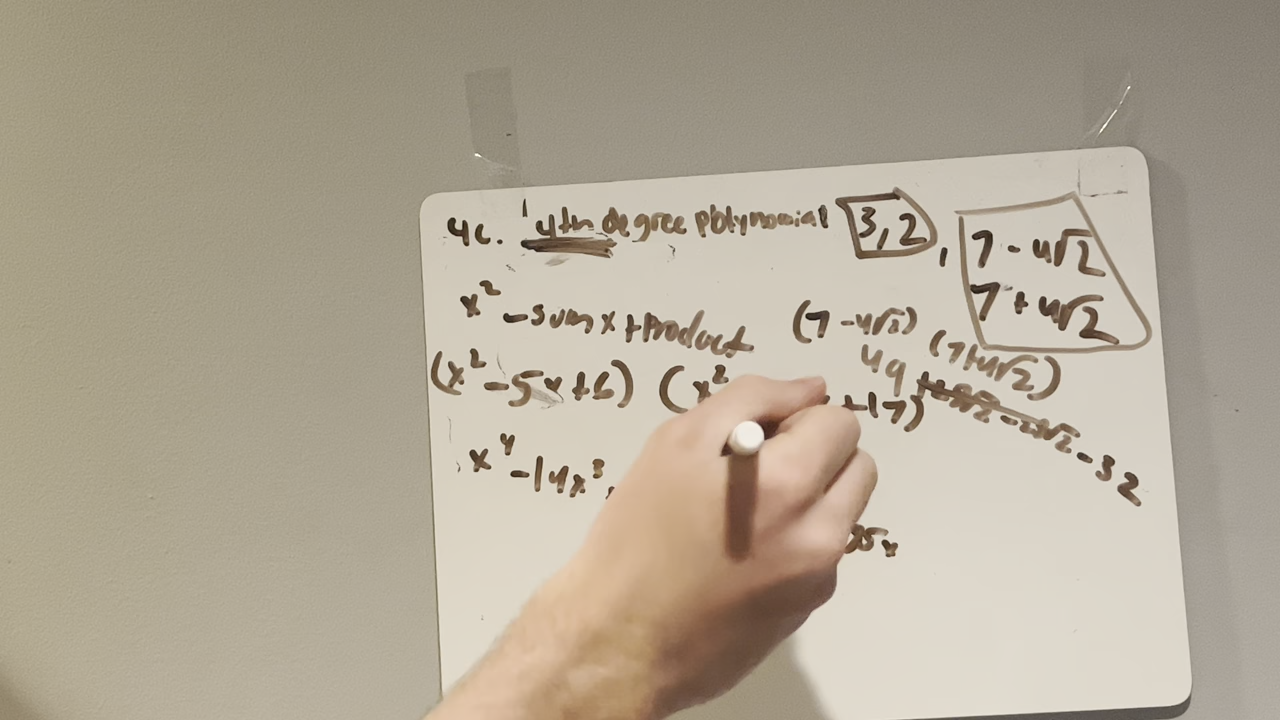 4c. 4th degree polynomial 3, 2 , 7 - 4√2
7 + 4√2
x² - sum x + Product (7 - 4√2)
(7+4√2)
(x² - 5x + 6) (x² +17) 49 - 32
x⁴ - 14x³
85x